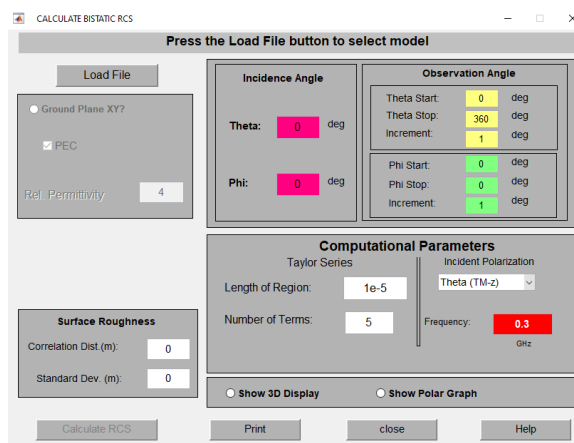 CALCULATE BISTATIC RCS
Press the Load File button to select model
Load File
Ground Plane XY?
PEC
Rel. Permittivity
4
Incidence Angle
Theta:
0
deg
Phi:
0
deg
Observation Angle
Theta Start:
0
deg
Theta Stop:
360
deg
Increment:
1
deg
Phi Start:
0
deg
Phi Stop:
0
deg
Increment:
1
deg
Computational Parameters
Taylor Series
Length of Region:
1e-5
Number of Terms:
5
Incident Polarization
Theta (TM-z)
Frequency:
0.3
GHz
Surface Roughness
Correlation Dist.(m):
0
Standard Dev. (m):
0
Show 3D Display
Show Polar Graph
Calculate RCS
Print
close
Help